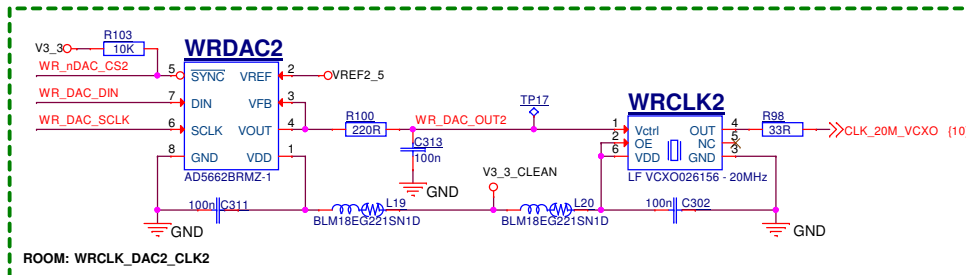 R103
V3_3
10K
WRDAC2
WR_nDAC_CS2
5
SYNC
VREF
2
VREF2_5
WR_DAC_DIN
7
DIN
VFB
3
WR_DAC_SCLK
6
SCLK
VOUT
4
8
GND
VDD
1
AD5662BRMZ-1
R100
220R
WR_DAC_OUT2
C313
100n
GND
TP17
WRCLK2
1
Vctrl
OUT
4
2
OE
NC
5
6
VDD
GND
3
LF VCXO026156 - 20MHz
R98
33R
CLK_20M_VCXO {10
V3_3_CLEAN
100n
C311
GND
L19
BLM18EG221SN1D
L20
BLM18EG221SN1D
100n
C302
GND
ROOM: WRCLK_DAC2_CLK2